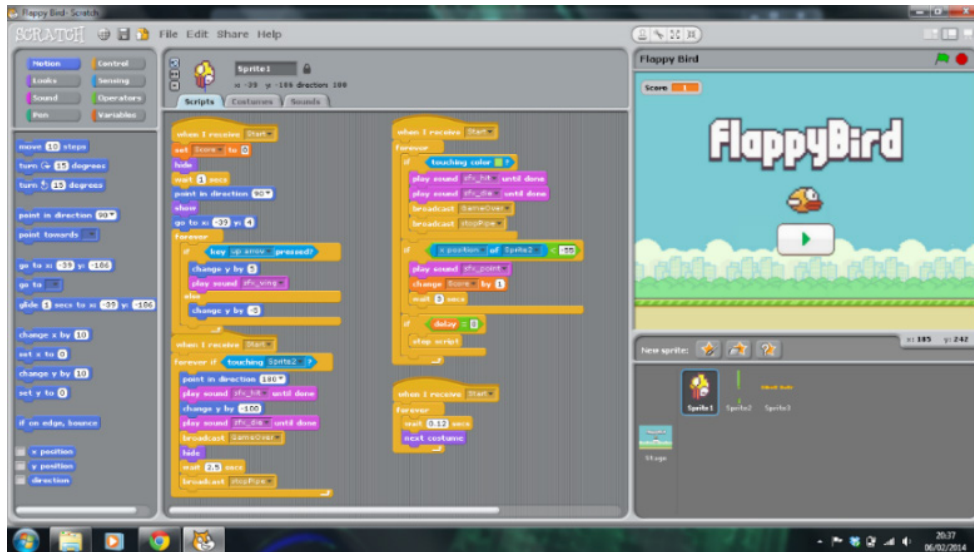 Flappy Bird- Scratch
SCRATCH File Edit Share Help
Motion Control
Looks Sensing
Sound Operators
Pen Variables
move 10 steps
turn 15 degrees
turn 15 degrees
point in direction 90
point towards
go to x: -39 y: -186
go to
glide 1 secs to x: -39 y: -186
change x by 10
set x to 0
change y by 10
set y to 0
if on edge, bounce
x position
y position
direction
Sprite1
x: -39 y: -186 direction: 180
Scripts Costumes Sounds
when I receive Start
set Score to 0
hide
wait 1 secs
point in direction 90
show
go to x: -39 y: 4
forever
if key up arrow pressed?
change y by 5
play sound sfx_wing
else
change y by
when I receive Start
forever if touching Sprite2 ?
point in direction 180
play sound sfx_hit until done
change y by -100
play sound sfx_die until done
broadcast GameOver
hide
wait 2.5 secs
broadcast stopPipe
when I receive Start
forever
if touching color ?
play sound sfx_hit until done
play sound sfx_die until done
broadcast GameOver
broadcast stopPipe
if x position of Sprite2 <
play sound sfx_point
change Score by 1
wait secs
if delay =
stop script
when I receive Start
forever
wait 0.12 secs
next costume
Flappy Bird
Score 1
FlappyBird
x: 185 y: 242
New sprite:
Sprite1 Sprite2 Sprite3
Stage
20:37
06/02/2014